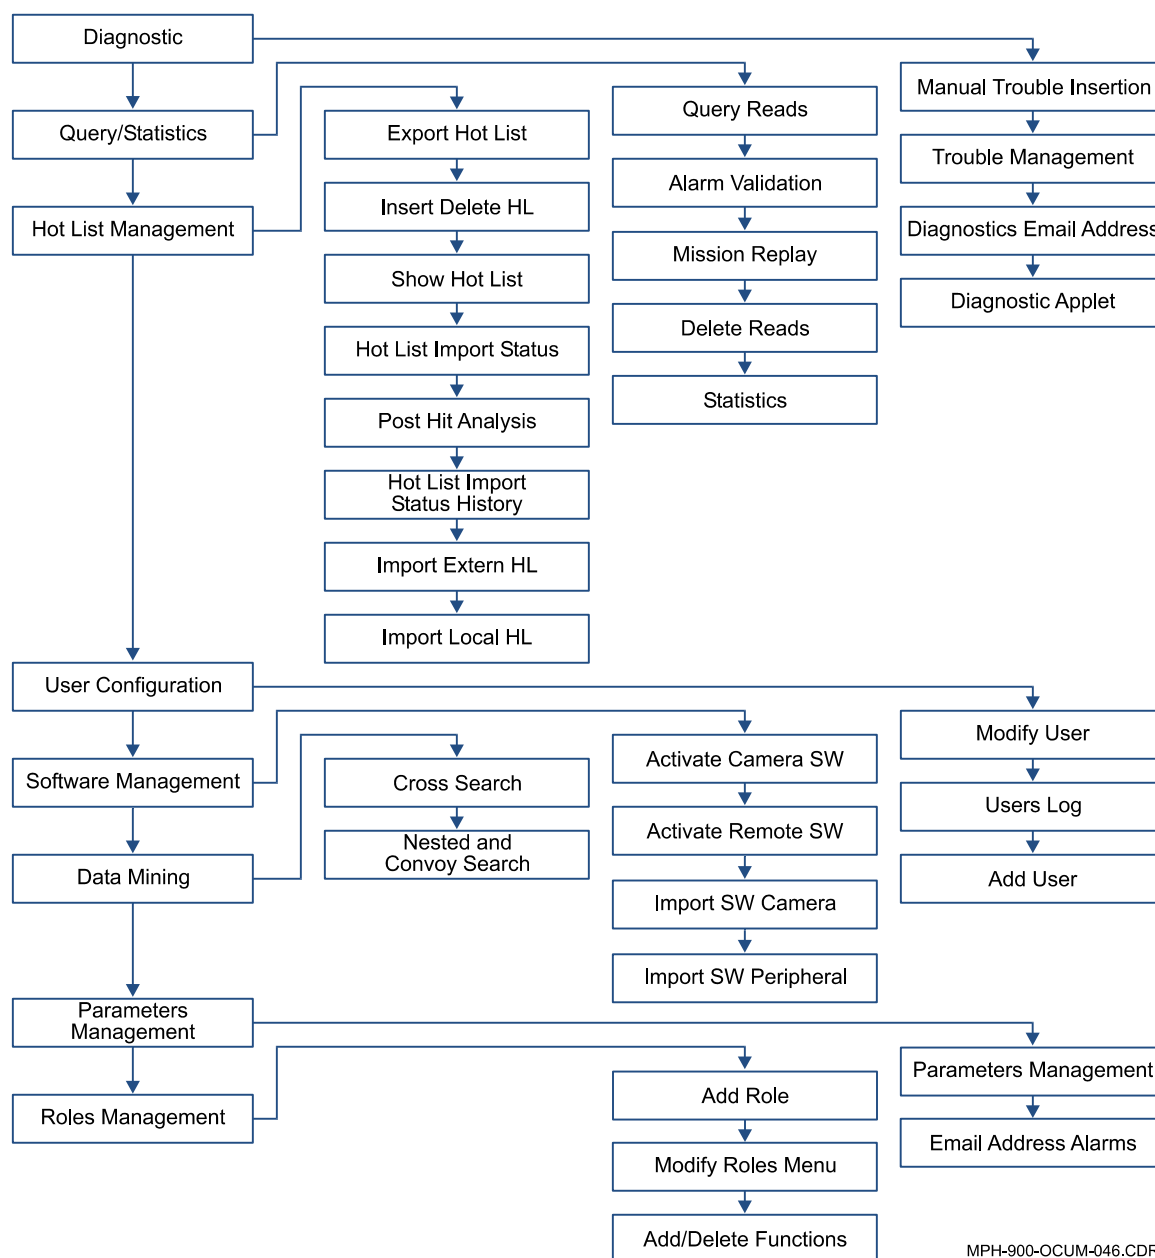 Diagnostic
Query/Statistics
Hot List Management
Export Hot List
Insert Delete HL
Show Hot List
Hot List Import Status
Post Hit Analysis
Hot List Import
Status History
Import Extern HL
Import Local HL
Query Reads
Alarm Validation
Mission Replay
Delete Reads
Statistics
Manual Trouble Insertion
Trouble Management
Diagnostics Email Address
Diagnostic Applet
User Configuration
Software Management
Data Mining
Cross Search
Nested and
Convoy Search
Activate Camera SW
Activate Remote SW
Import SW Camera
Import SW Peripheral
Modify User
Users Log
Add User
Parameters
Management
Roles Management
Add Role
Modify Roles Menu
Add/Delete Functions
Parameters Management
Email Address Alarms
MPH-900-OCUM-046.CDR